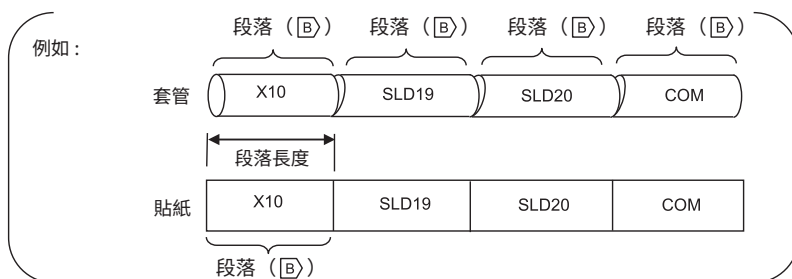 例如 :
段落（B） 段落（B） 段落（B） 段落（B）
套管 X10 SLD19 SLD20 COM
段落長度
貼紙 X10 SLD19 SLD20 COM
段落（B）